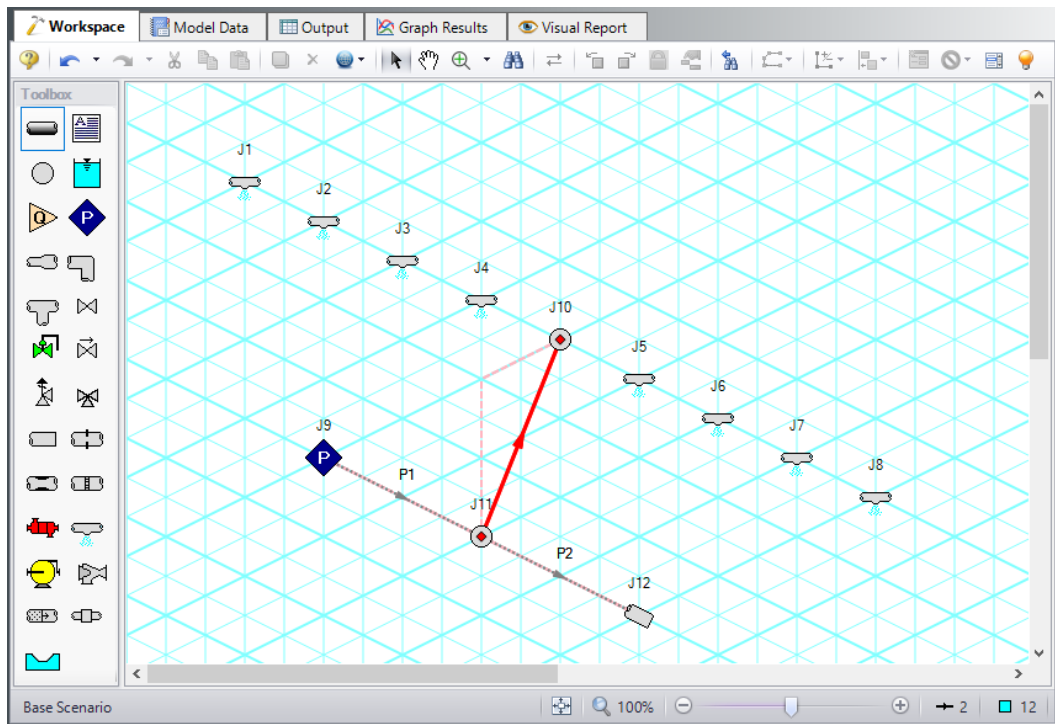 Workspace
Model Data
Output
Graph Results
Visual Report
Toolbox
A
Q
P
J1
J2
J3
J4
J10
J5
J6
J7
J8
J9
P
P1
J11
P2
J12
Base Scenario
100%
2
12